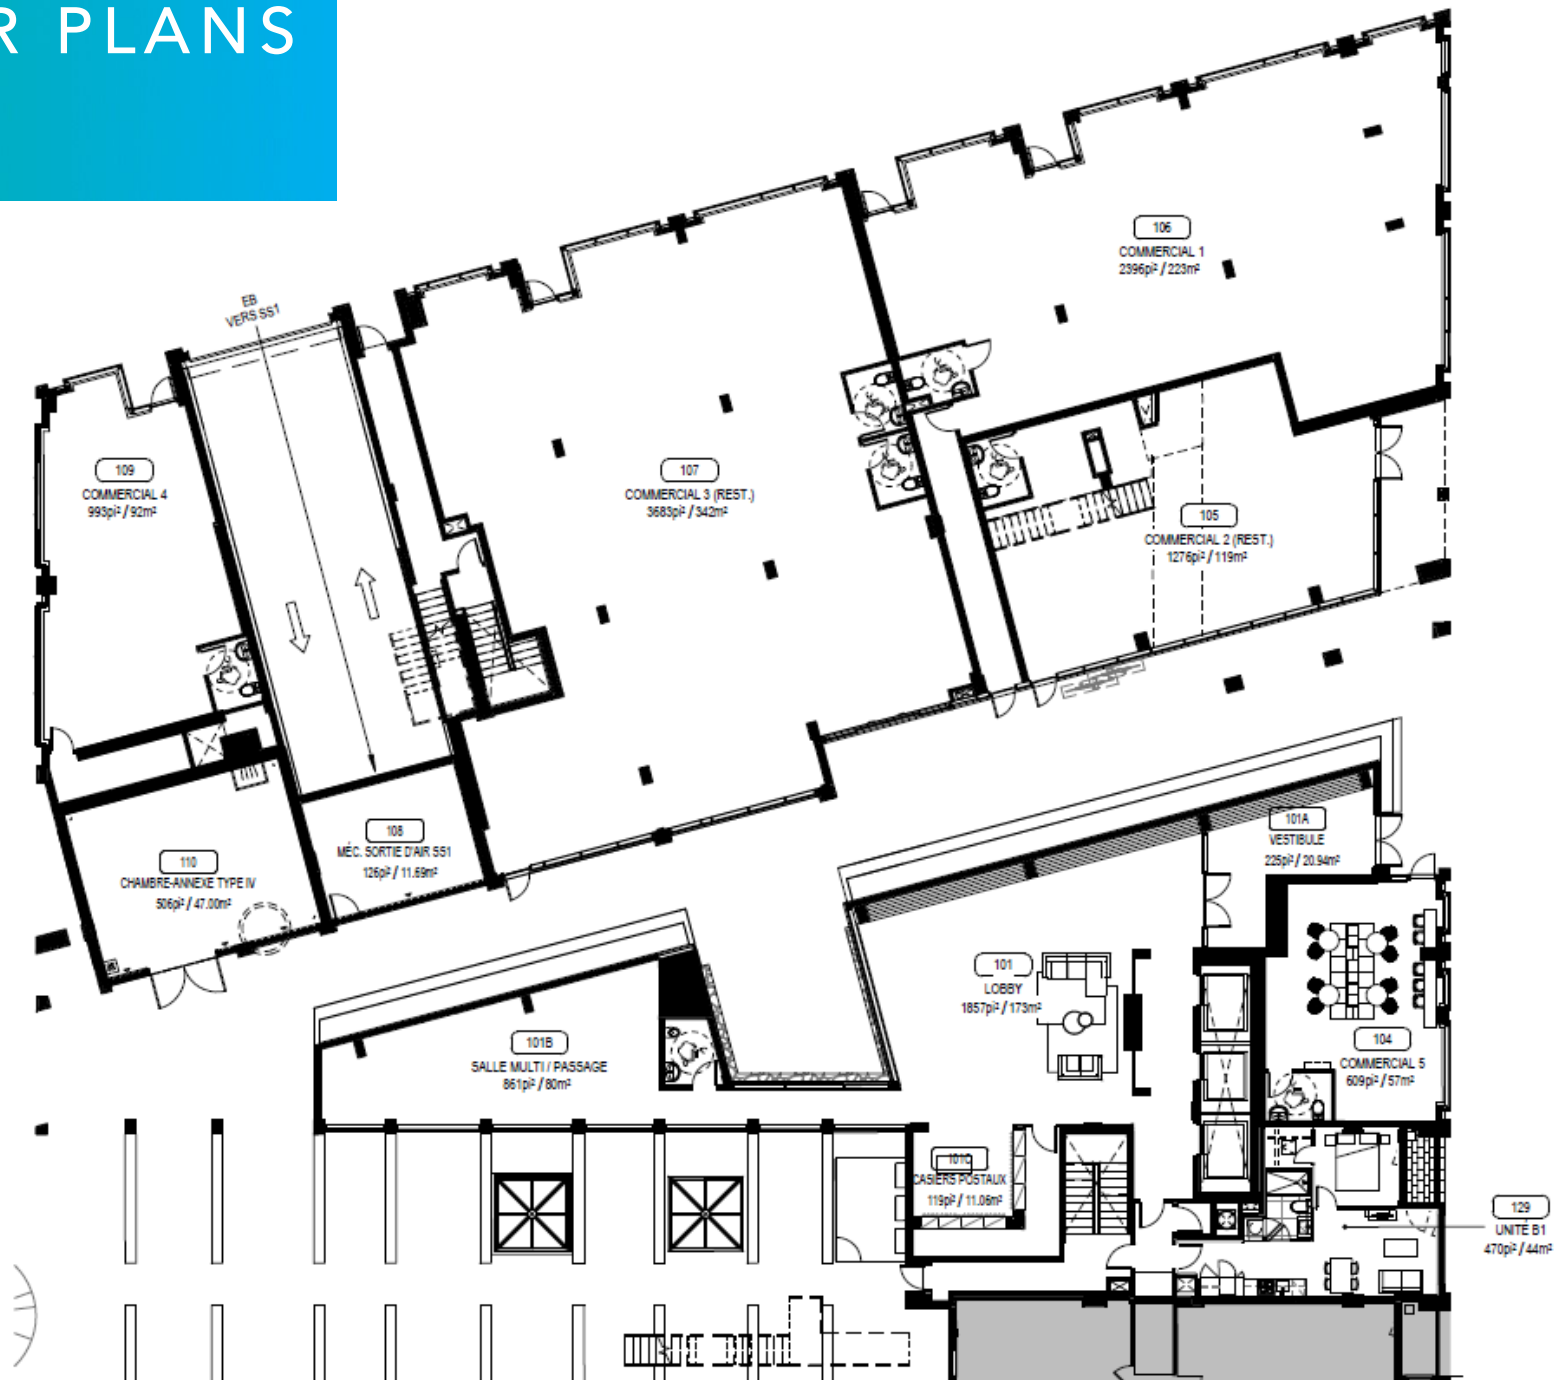 R PLANS
106
COMMERCIAL 1
2396pi² / 223m²
EB
VERS SS1
109
COMMERCIAL 4
993pi² / 92m²
107
COMMERCIAL 3 (REST.)
3683pi² / 342m²
105
COMMERCIAL 2 (REST.)
1276pi² / 119m²
108
MÉC. SORTIE D'AIR SS1
126pi² / 11.69m²
101A
VESTIBULE
225pi² / 20.94m²
110
CHAMBRE-ANNEXE TYPE IV
506pi² / 47.00m²
101
LOBBY
1857pi² / 173m²
101B
SALLE MULTI / PASSAGE
861pi² / 80m²
104
COMMERCIAL 5
609pi² / 57m²
101C
CASIERS POSTAUX
119pi² / 11.06m²
129
UNITÉ B1
470pi² / 44m²